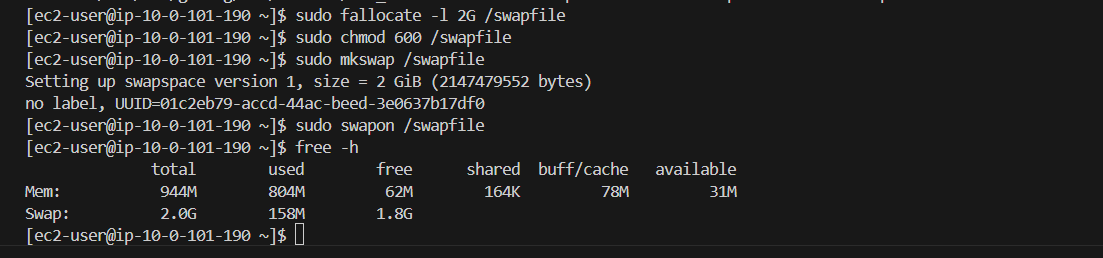 [ec2-user@ip-10-0-101-190 ~]$ sudo fallocate -l 2G /swapfile
[ec2-user@ip-10-0-101-190 ~]$ sudo chmod 600 /swapfile
[ec2-user@ip-10-0-101-190 ~]$ sudo mkswap /swapfile
Setting up swapspace version 1, size = 2 GiB (2147479552 bytes)
no label, UUID=01c2eb79-accd-44ac-beed-3e0637b17df0
[ec2-user@ip-10-0-101-190 ~]$ sudo swapon /swapfile
[ec2-user@ip-10-0-101-190 ~]$ free -h
              total        used        free      shared  buff/cache   available
Mem:           944M        804M         62M        164K         78M         31M
Swap:          2.0G        158M        1.8G
[ec2-user@ip-10-0-101-190 ~]$